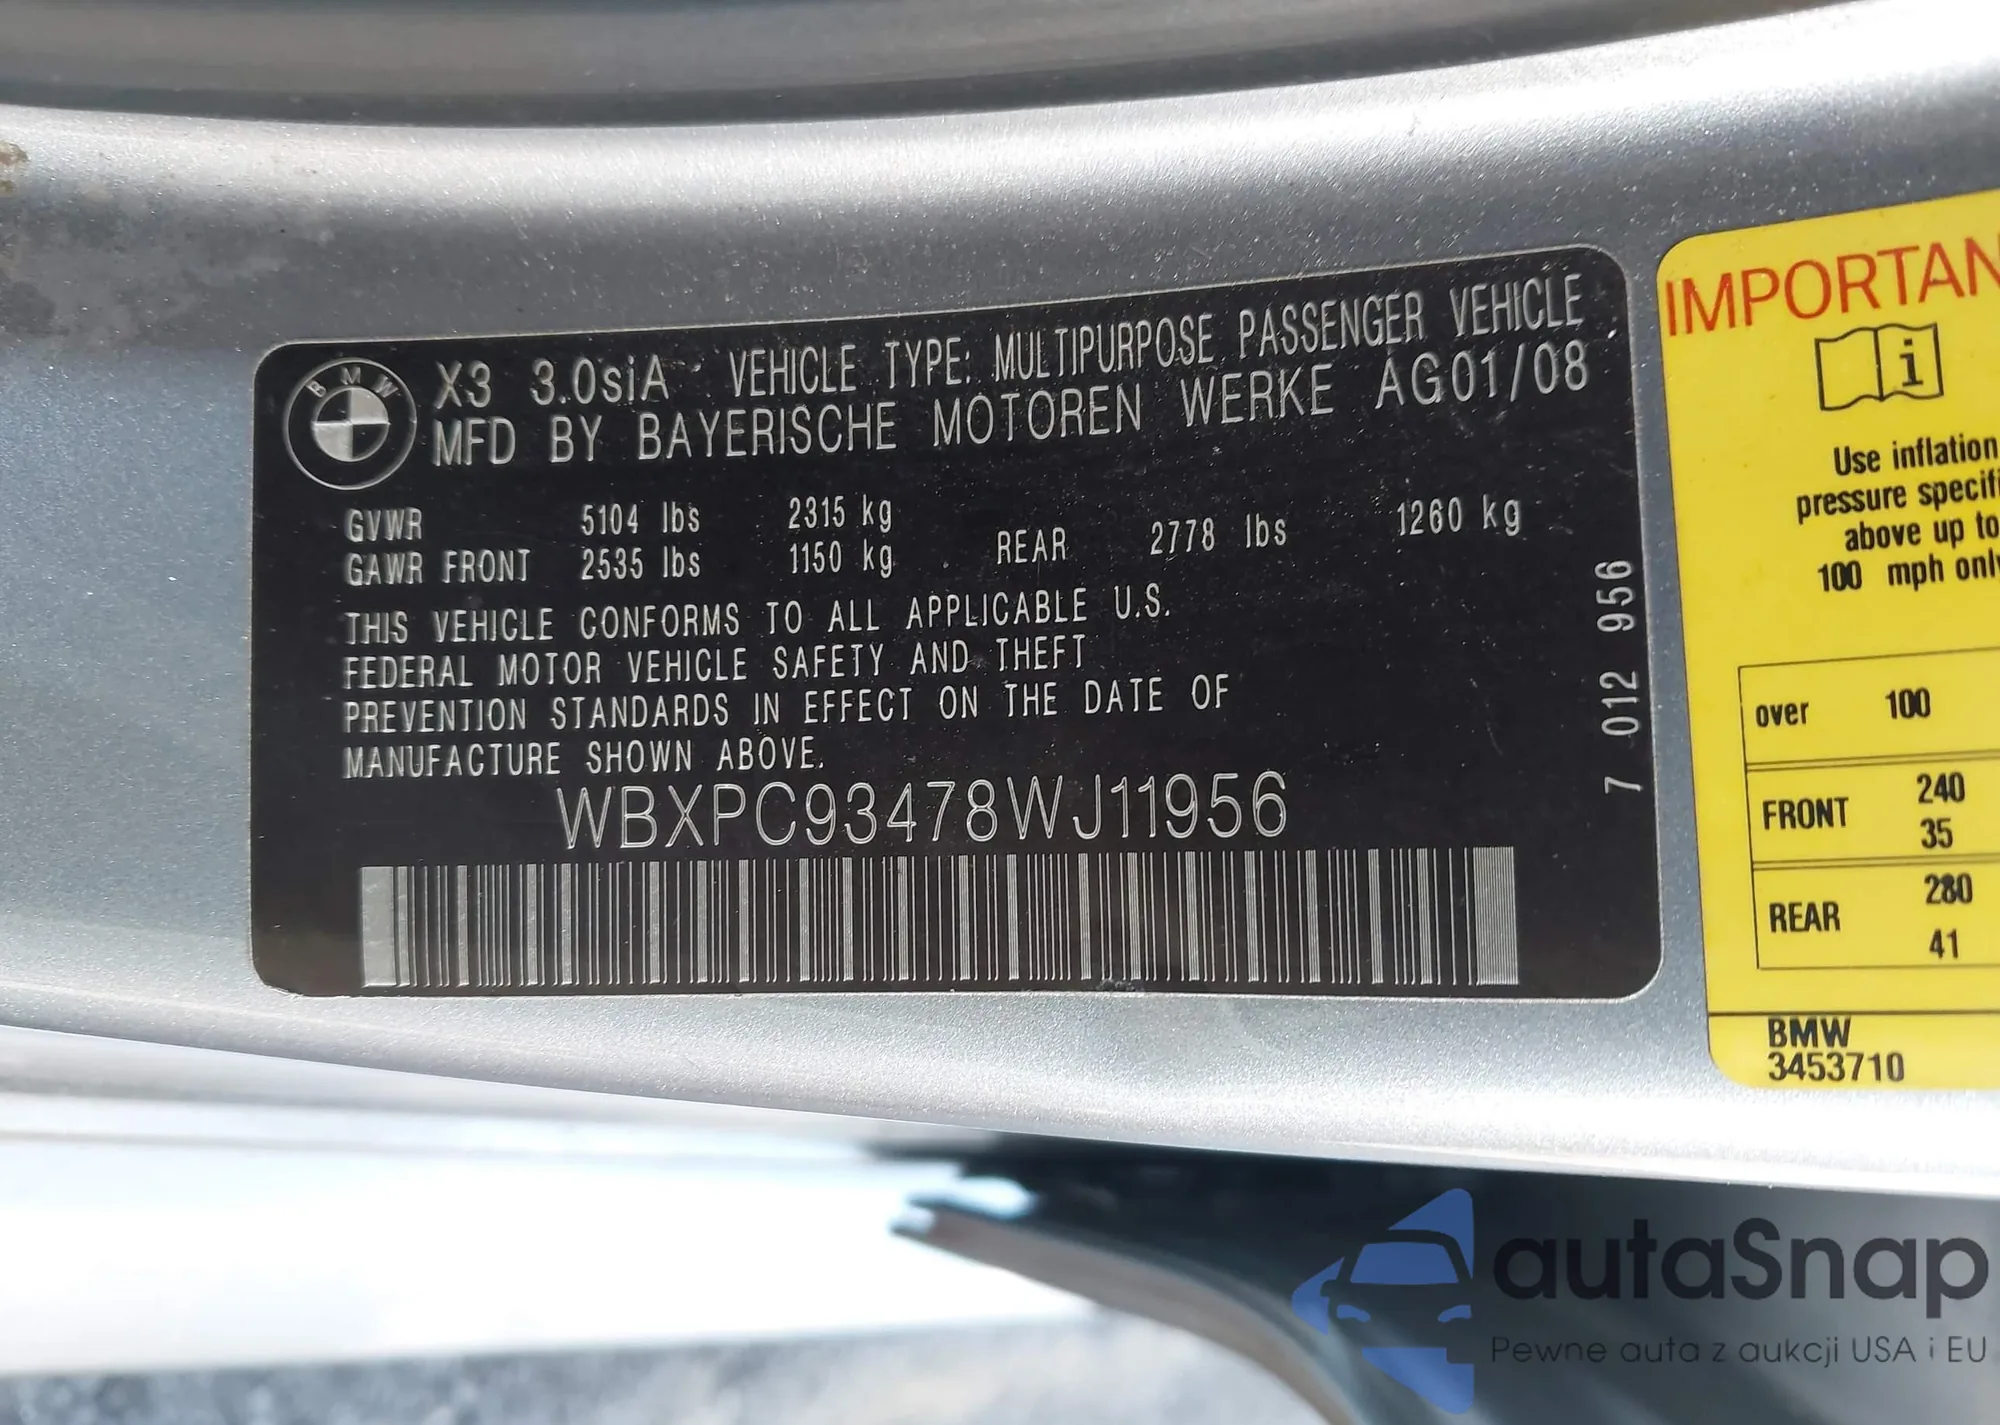 BMW
X3 3.0siA VEHICLE TYPE: MULTIPURPOSE PASSENGER VEHICLE
MFD BY BAYERISCHE MOTOREN WERKE AG01/08
GVWR 5104 lbs 2315 kg
GAWR FRONT 2535 lbs 1150 kg REAR 2778 lbs 1260 kg
THIS VEHICLE CONFORMS TO ALL APPLICABLE U.S.
FEDERAL MOTOR VEHICLE SAFETY AND THEFT
PREVENTION STANDARDS IN EFFECT ON THE DATE OF
MANUFACTURE SHOWN ABOVE.
WBXPC93478WJ11956
7 012 956
IMPORTAN
i
Use inflation
pressure specifi
above up to
100 mph only
over 100
FRONT 240
35
REAR 280
41
BMW
3453710
autaSnap
Pewne auta z aukcji USA i EU